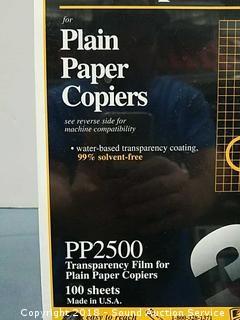 for
Plain
Paper
Copiers
see reverse side for
machine compatibility
• water-based transparency coating,
99% solvent-free
PP2500
Transparency Film for
Plain Paper Copiers
100 sheets
Made in U.S.A.
Copyright 2018 - Sound Auction Service